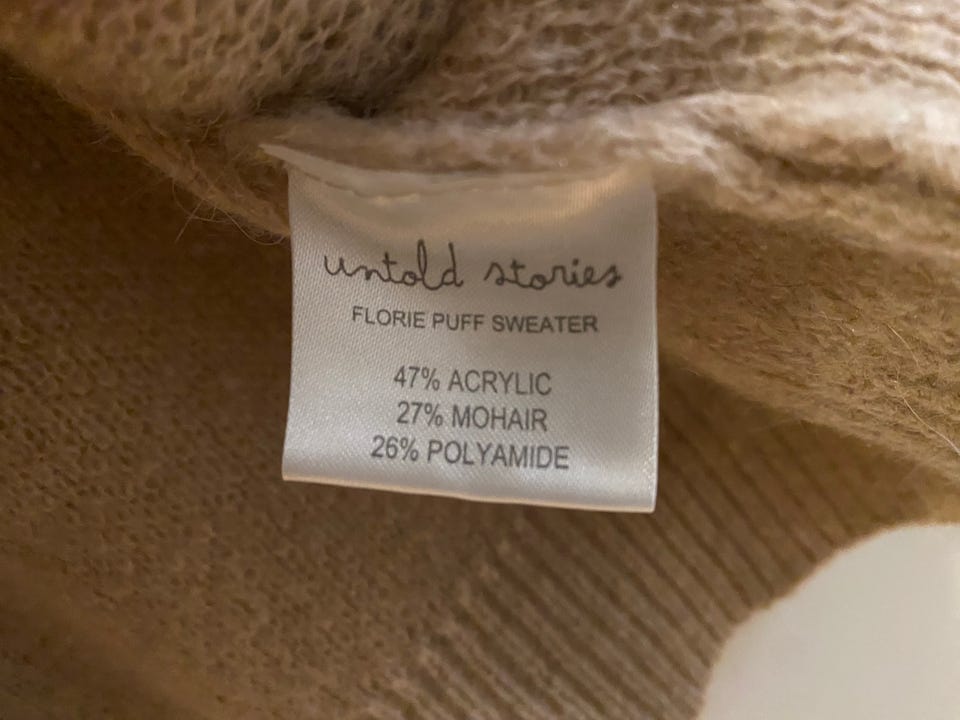 untold stories
FLORIE PUFF SWEATER
47% ACRYLIC
27% MOHAIR
26% POLYAMIDE